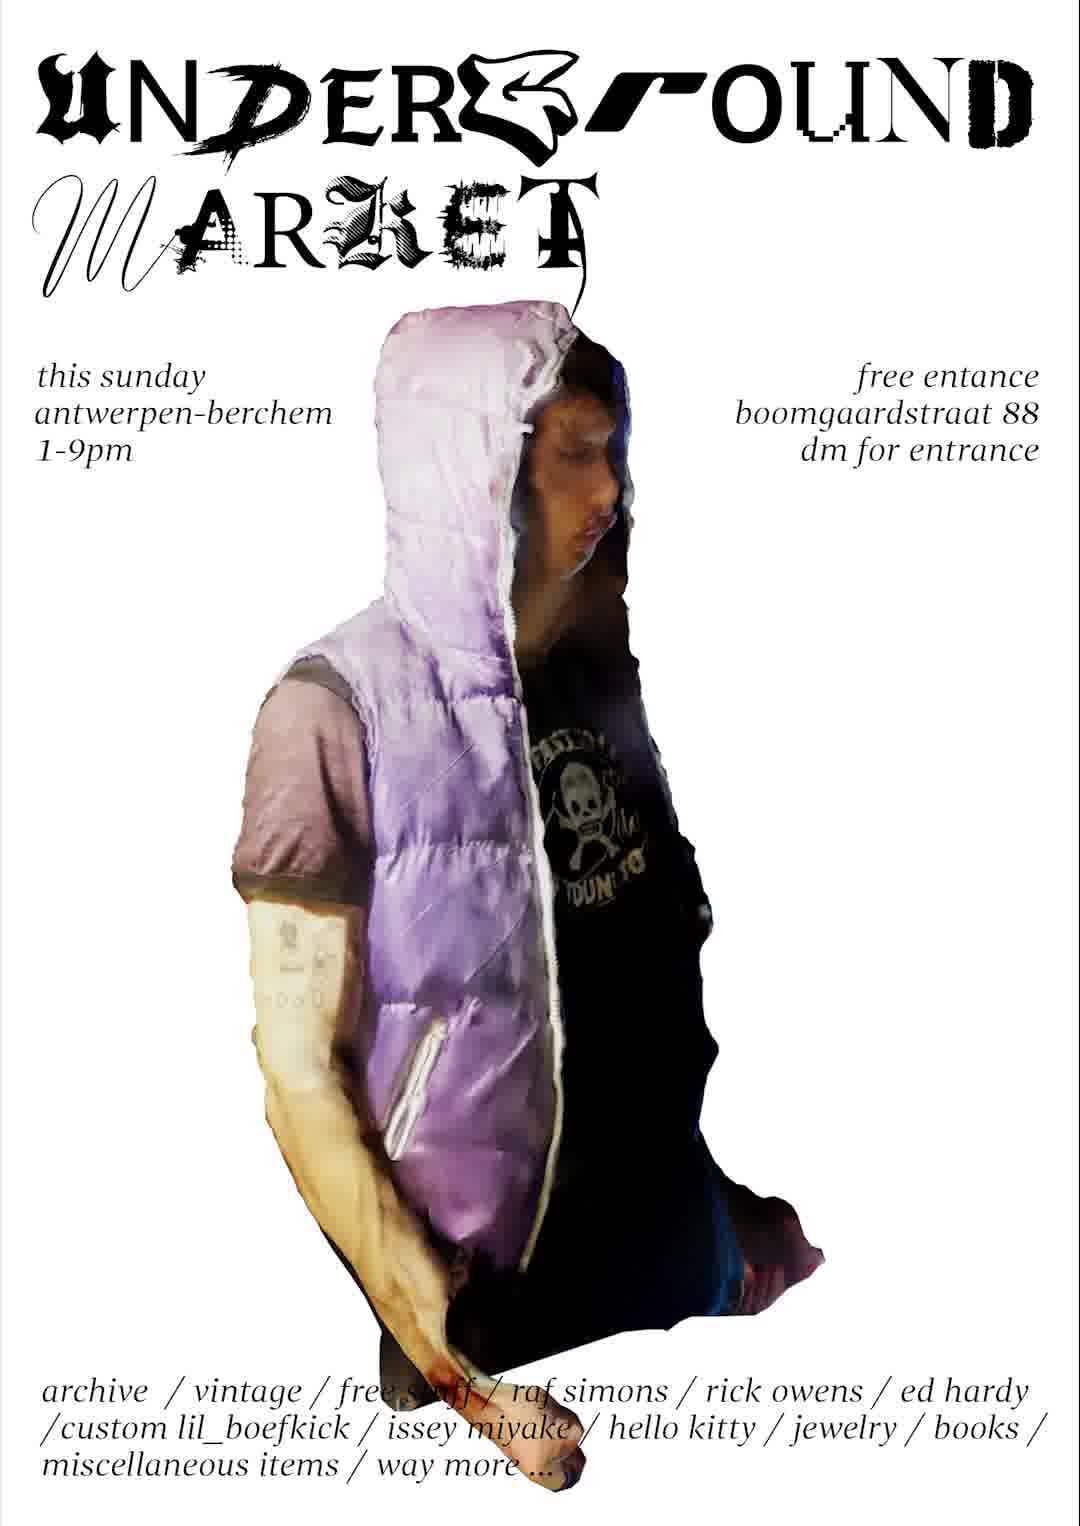 UNDERGrOUND
MARKET
this sunday
antwerpen-berchem
1-9pm
free entance
boomgaardstraat 88
dm for entrance
archive / vintage / free stuff / raf simons / rick owens / ed hardy
/custom lil_boefkick / issey miyake / hello kitty / jewelry / books /
miscellaneous items / way more ...